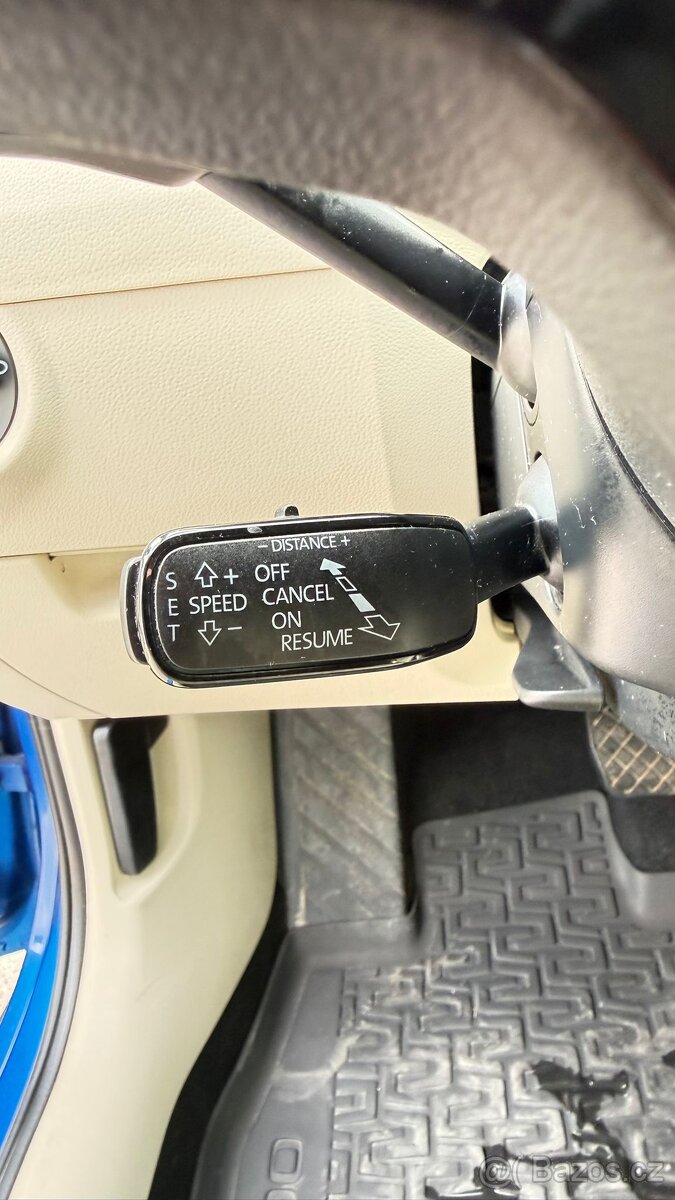 - DISTANCE +
S + OFF
E SPEED CANCEL
T - ON
RESUME
@( Bazos.cz